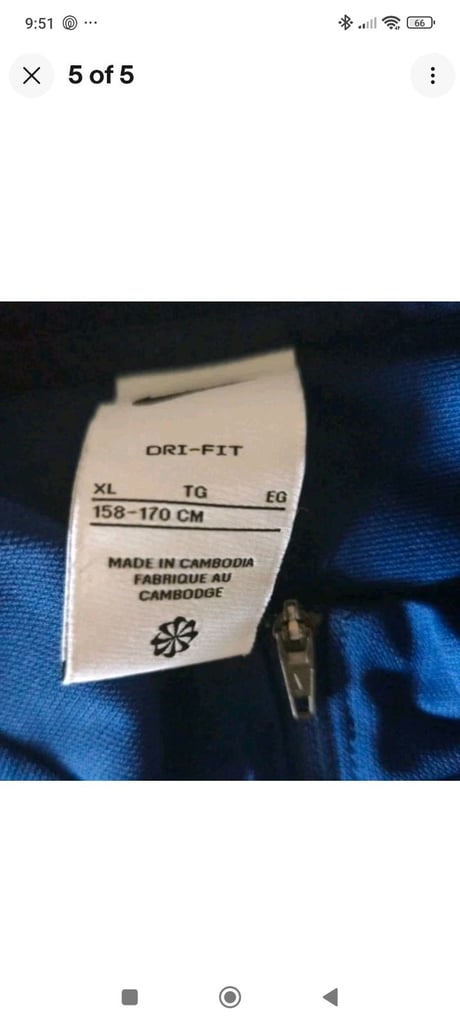 9:51
66
5 of 5
DRI-FIT
XL TG EG
158-170 CM
MADE IN CAMBODIA
FABRIQUE AU
CAMBODGE